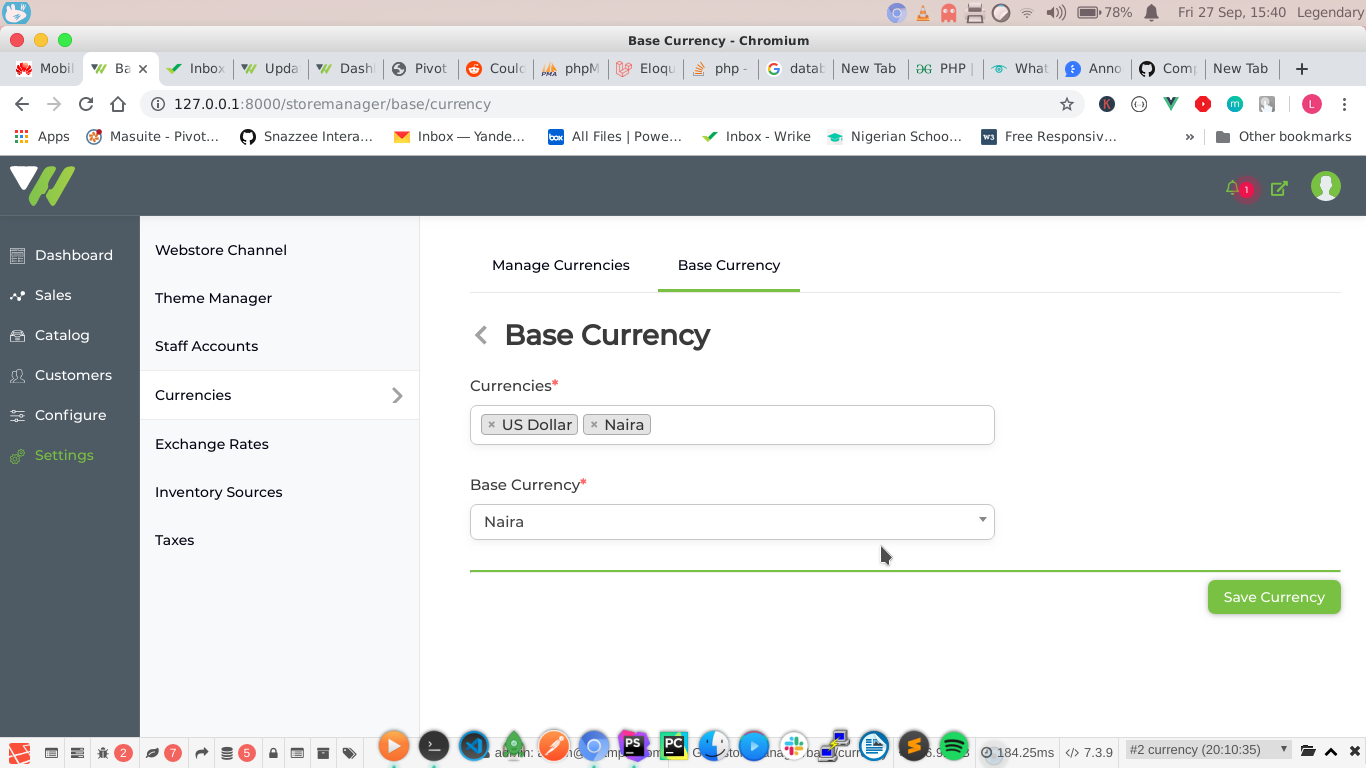 78% Fri 27 Sep, 15:40 Legendary
Base Currency - Chromium
Mobil Ba Inbox Upda Dash Pivot Coulc phpM Eloqu php - datab New Tab PHP | What Anno Comp New Tab
127.0.0.1:8000/storemanager/base/currency
Apps Masuite - Pivot... Snazzee Intera... Inbox — Yande... All Files | Powe... Inbox - Wrike Nigerian Schoo... Free Responsiv... » Other bookmarks
1
Dashboard
Sales
Catalog
Customers
Configure
Settings
Webstore Channel
Theme Manager
Staff Accounts
Currencies
Exchange Rates
Inventory Sources
Taxes
Manage Currencies Base Currency
Base Currency
Currencies*
× US Dollar × Naira
Base Currency*
Naira
Save Currency
2 7 5 admin: 184.25ms 7.3.9 #2 currency (20:10:35)